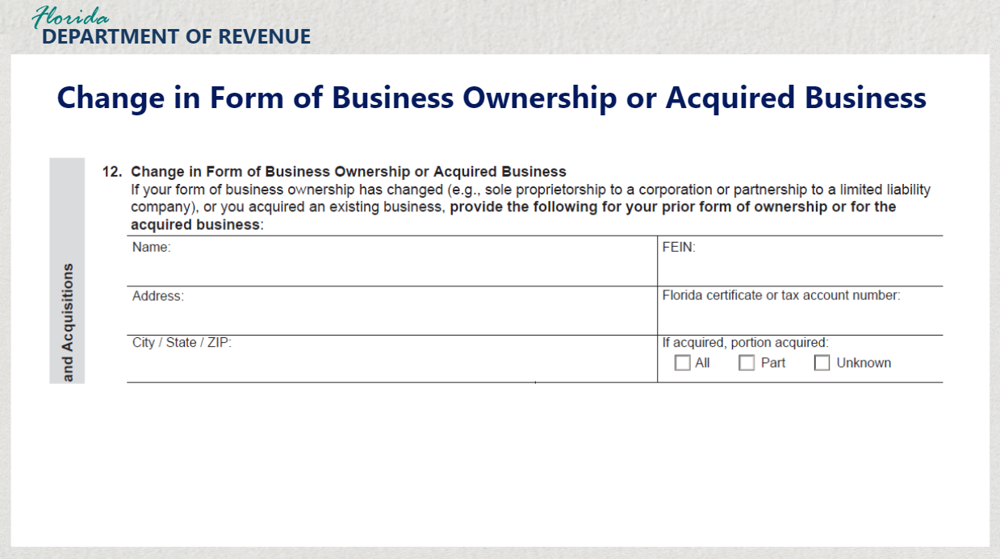 Florida
DEPARTMENT OF REVENUE
Change in Form of Business Ownership or Acquired Business
and Acquisitions
12. Change in Form of Business Ownership or Acquired Business
If your form of business ownership has changed (e.g., sole proprietorship to a corporation or partnership to a limited liability
company), or you acquired an existing business, provide the following for your prior form of ownership or for the
acquired business:
Name:
FEIN:
Address:
Florida certificate or tax account number:
City / State / ZIP:
If acquired, portion acquired:
All Part Unknown